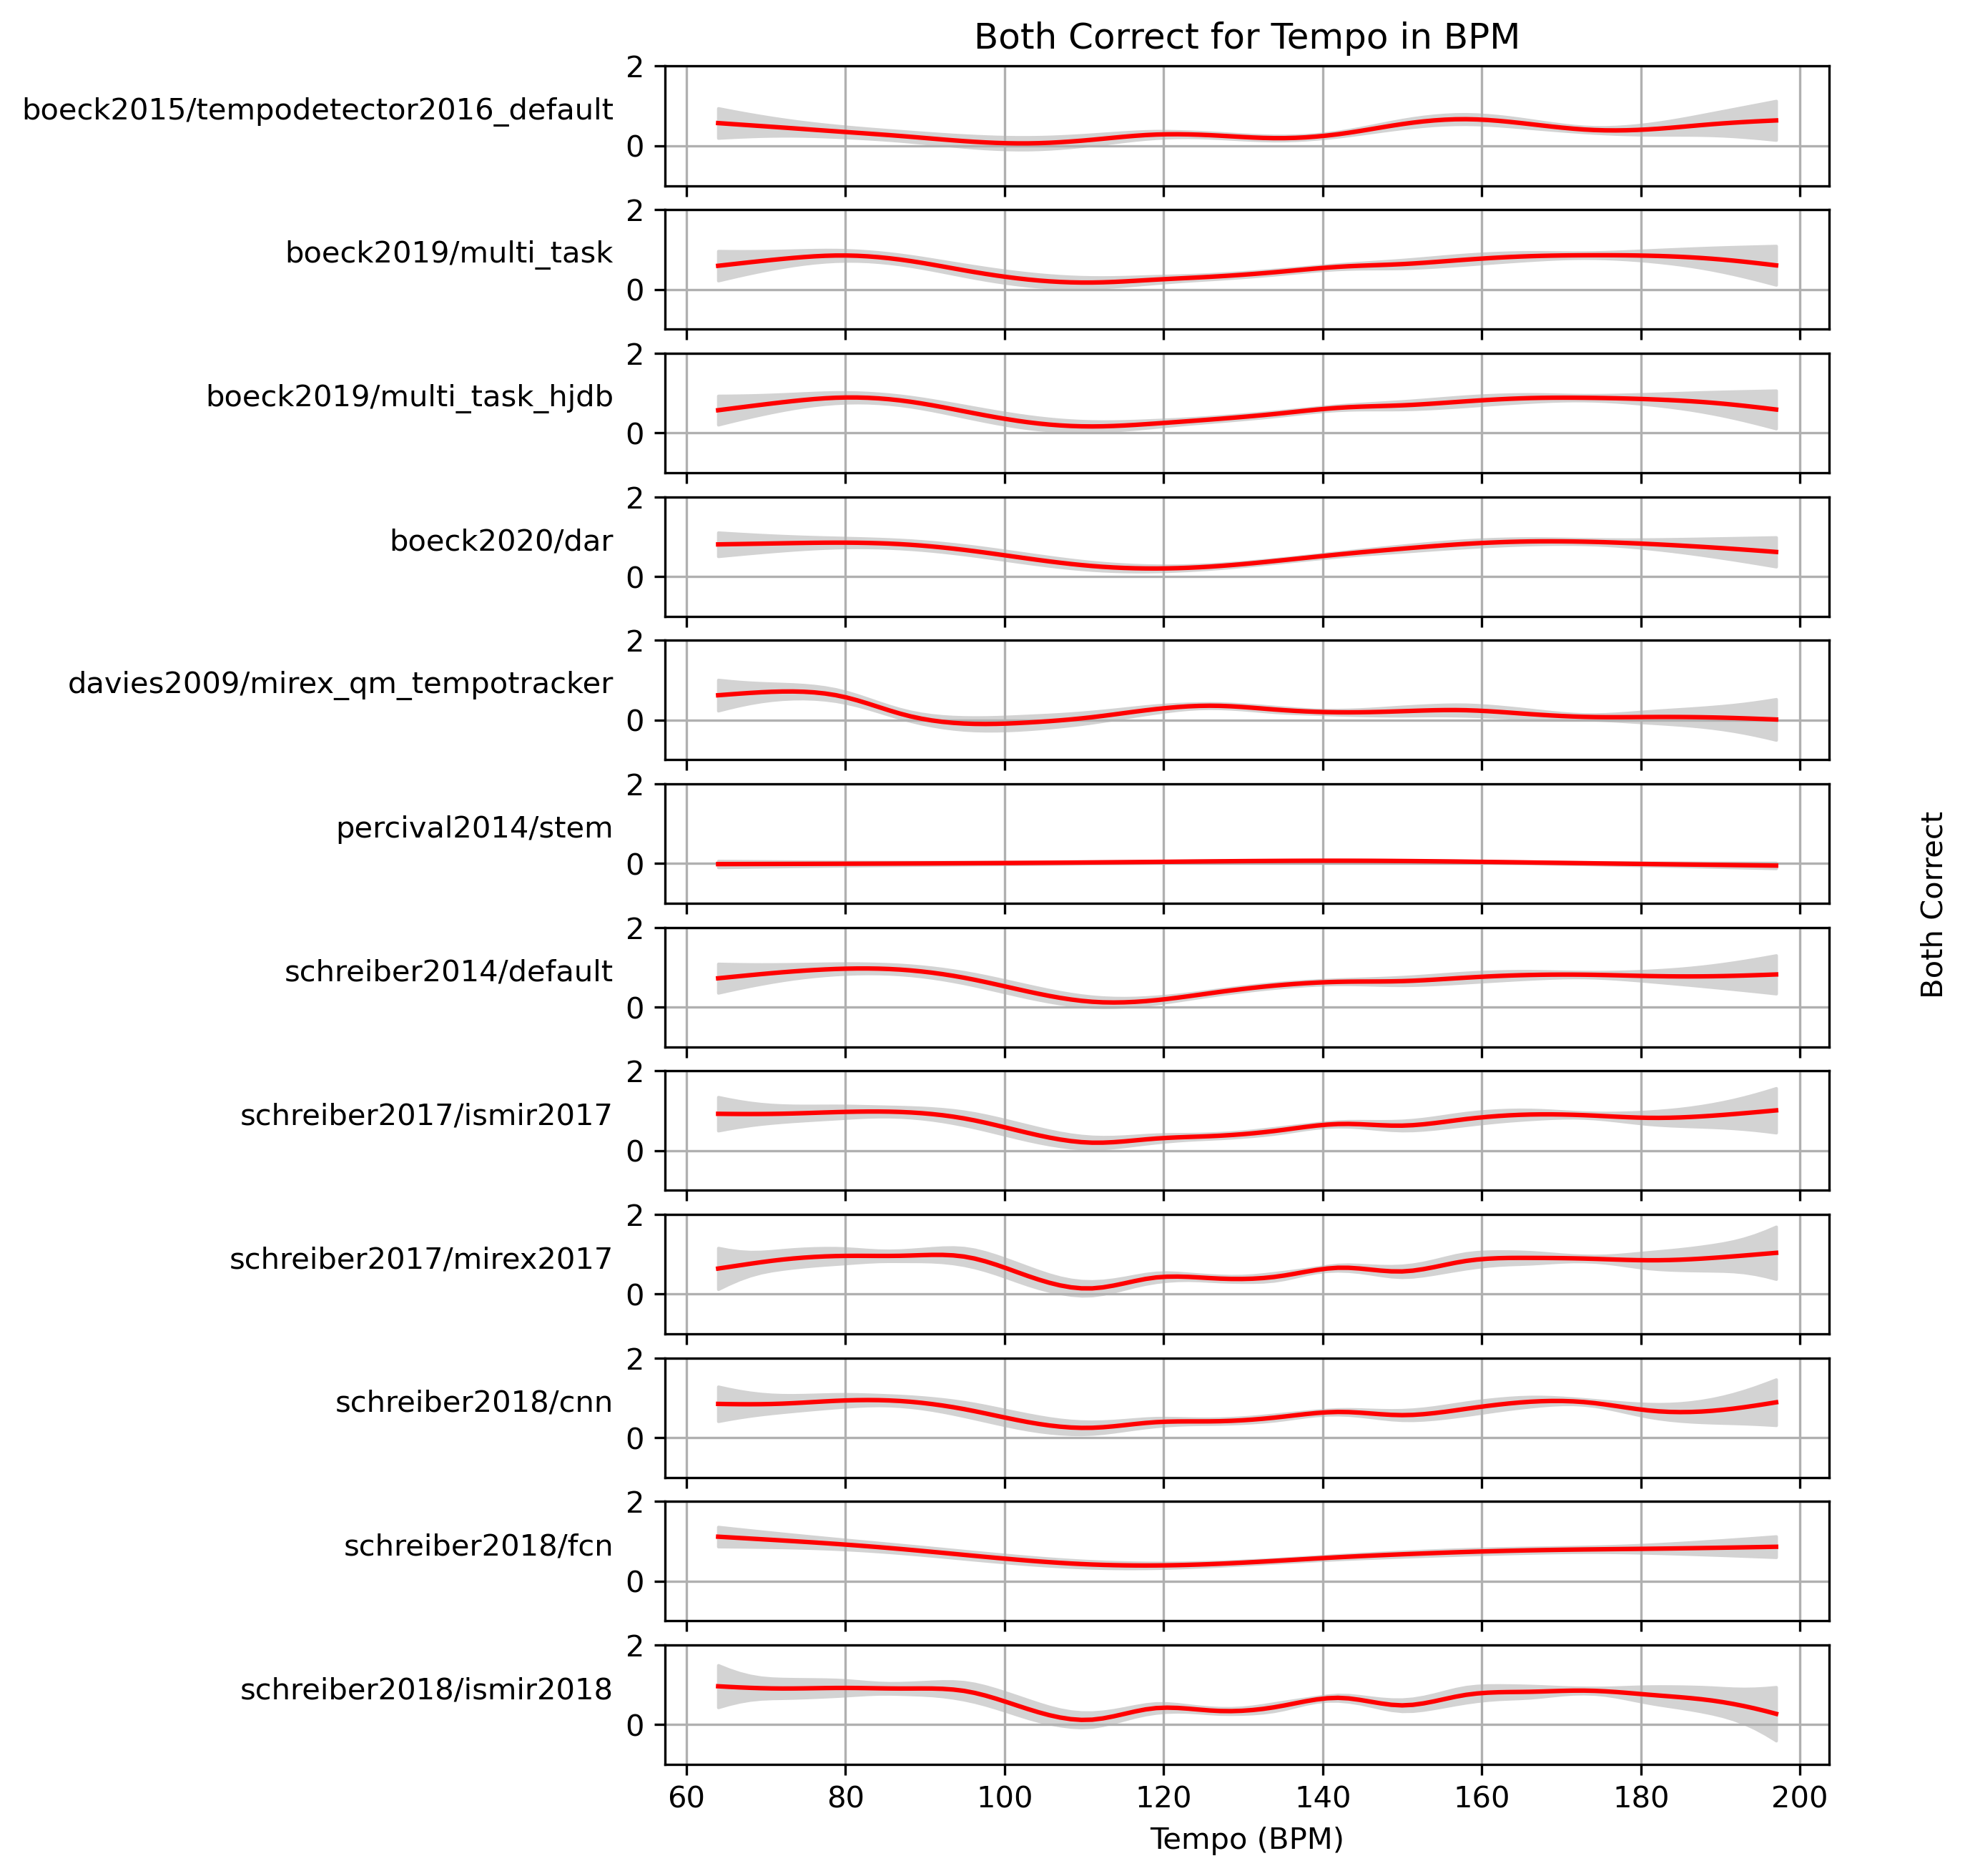 Both Correct for Tempo in BPM
2
boeck2015/tempodetector2016_default
0
2
boeck2019/multi_task
0
2
boeck2019/multi_task_hjdb
0
2
boeck2020/dar
0
2
davies2009/mirex_qm_tempotracker
0
2
percival2014/stem
0
2
schreiber2014/default
0
2
schreiber2017/ismir2017
0
2
schreiber2017/mirex2017
0
2
schreiber2018/cnn
0
2
schreiber2018/fcn
0
2
schreiber2018/ismir2018
0
60 80 100 120 140 160 180 200
Tempo (BPM)
Both Correct